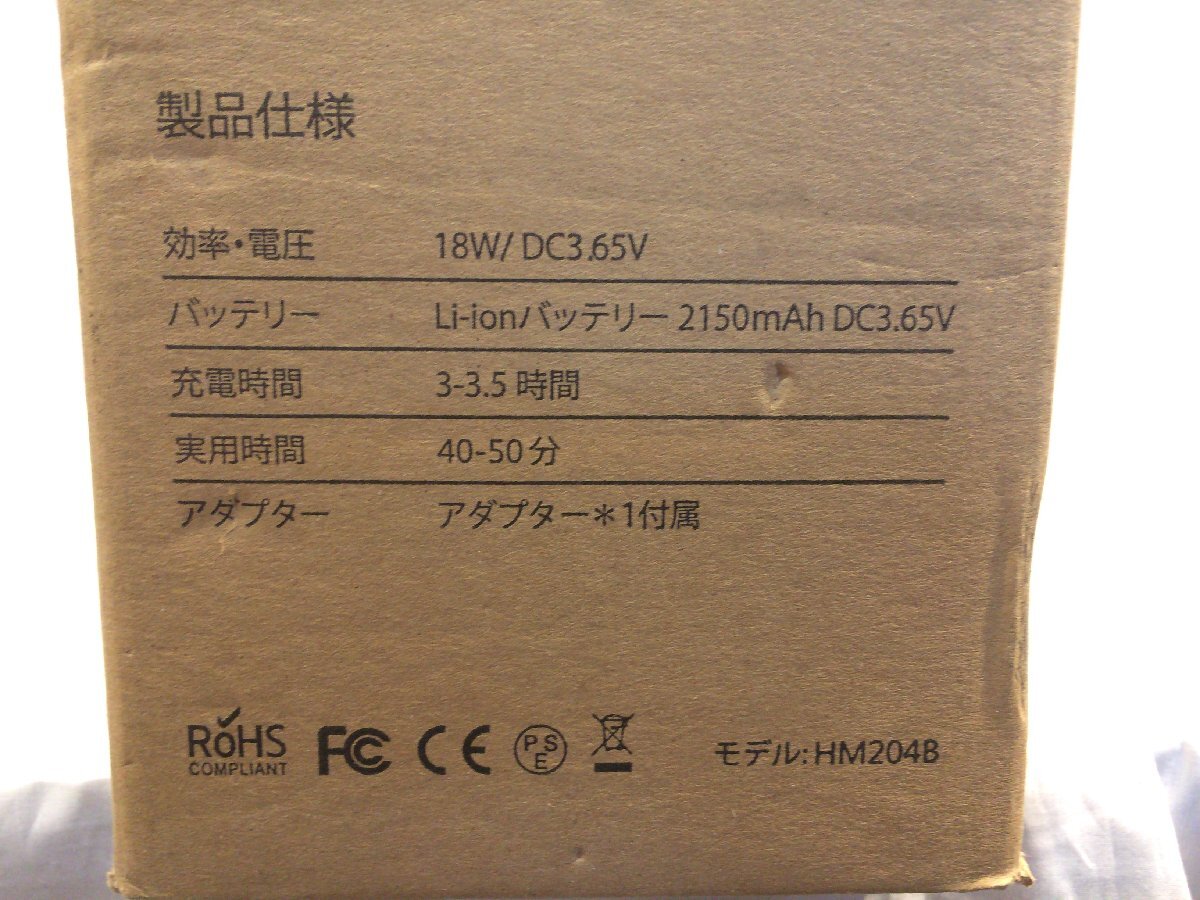 製品仕様
効率・電圧 18W/ DC3.65V
バッテリー Li-ionバッテリー 2150mAh DC3.65V
充電時間 3-3.5 時間
実用時間 40-50 分
アダプター アダプター＊1付属
RoHS
COMPLIANT
FC CE PSE モデル: HM204B